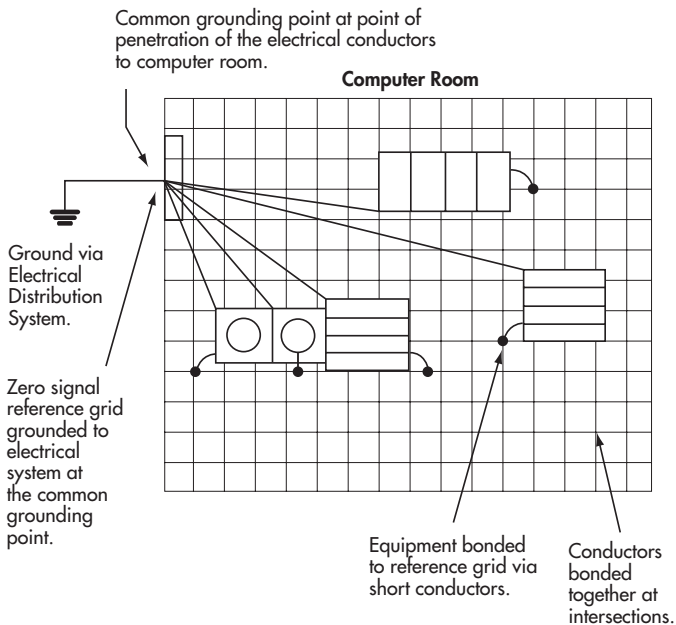 Common grounding point at point of
penetration of the electrical conductors
to computer room.
Computer Room
Ground via
Electrical
Distribution
System.
Zero signal
reference grid
grounded to
electrical
system at
the common
grounding
point.
Equipment bonded
to reference grid via
short conductors.
Conductors
bonded
together at
intersections.